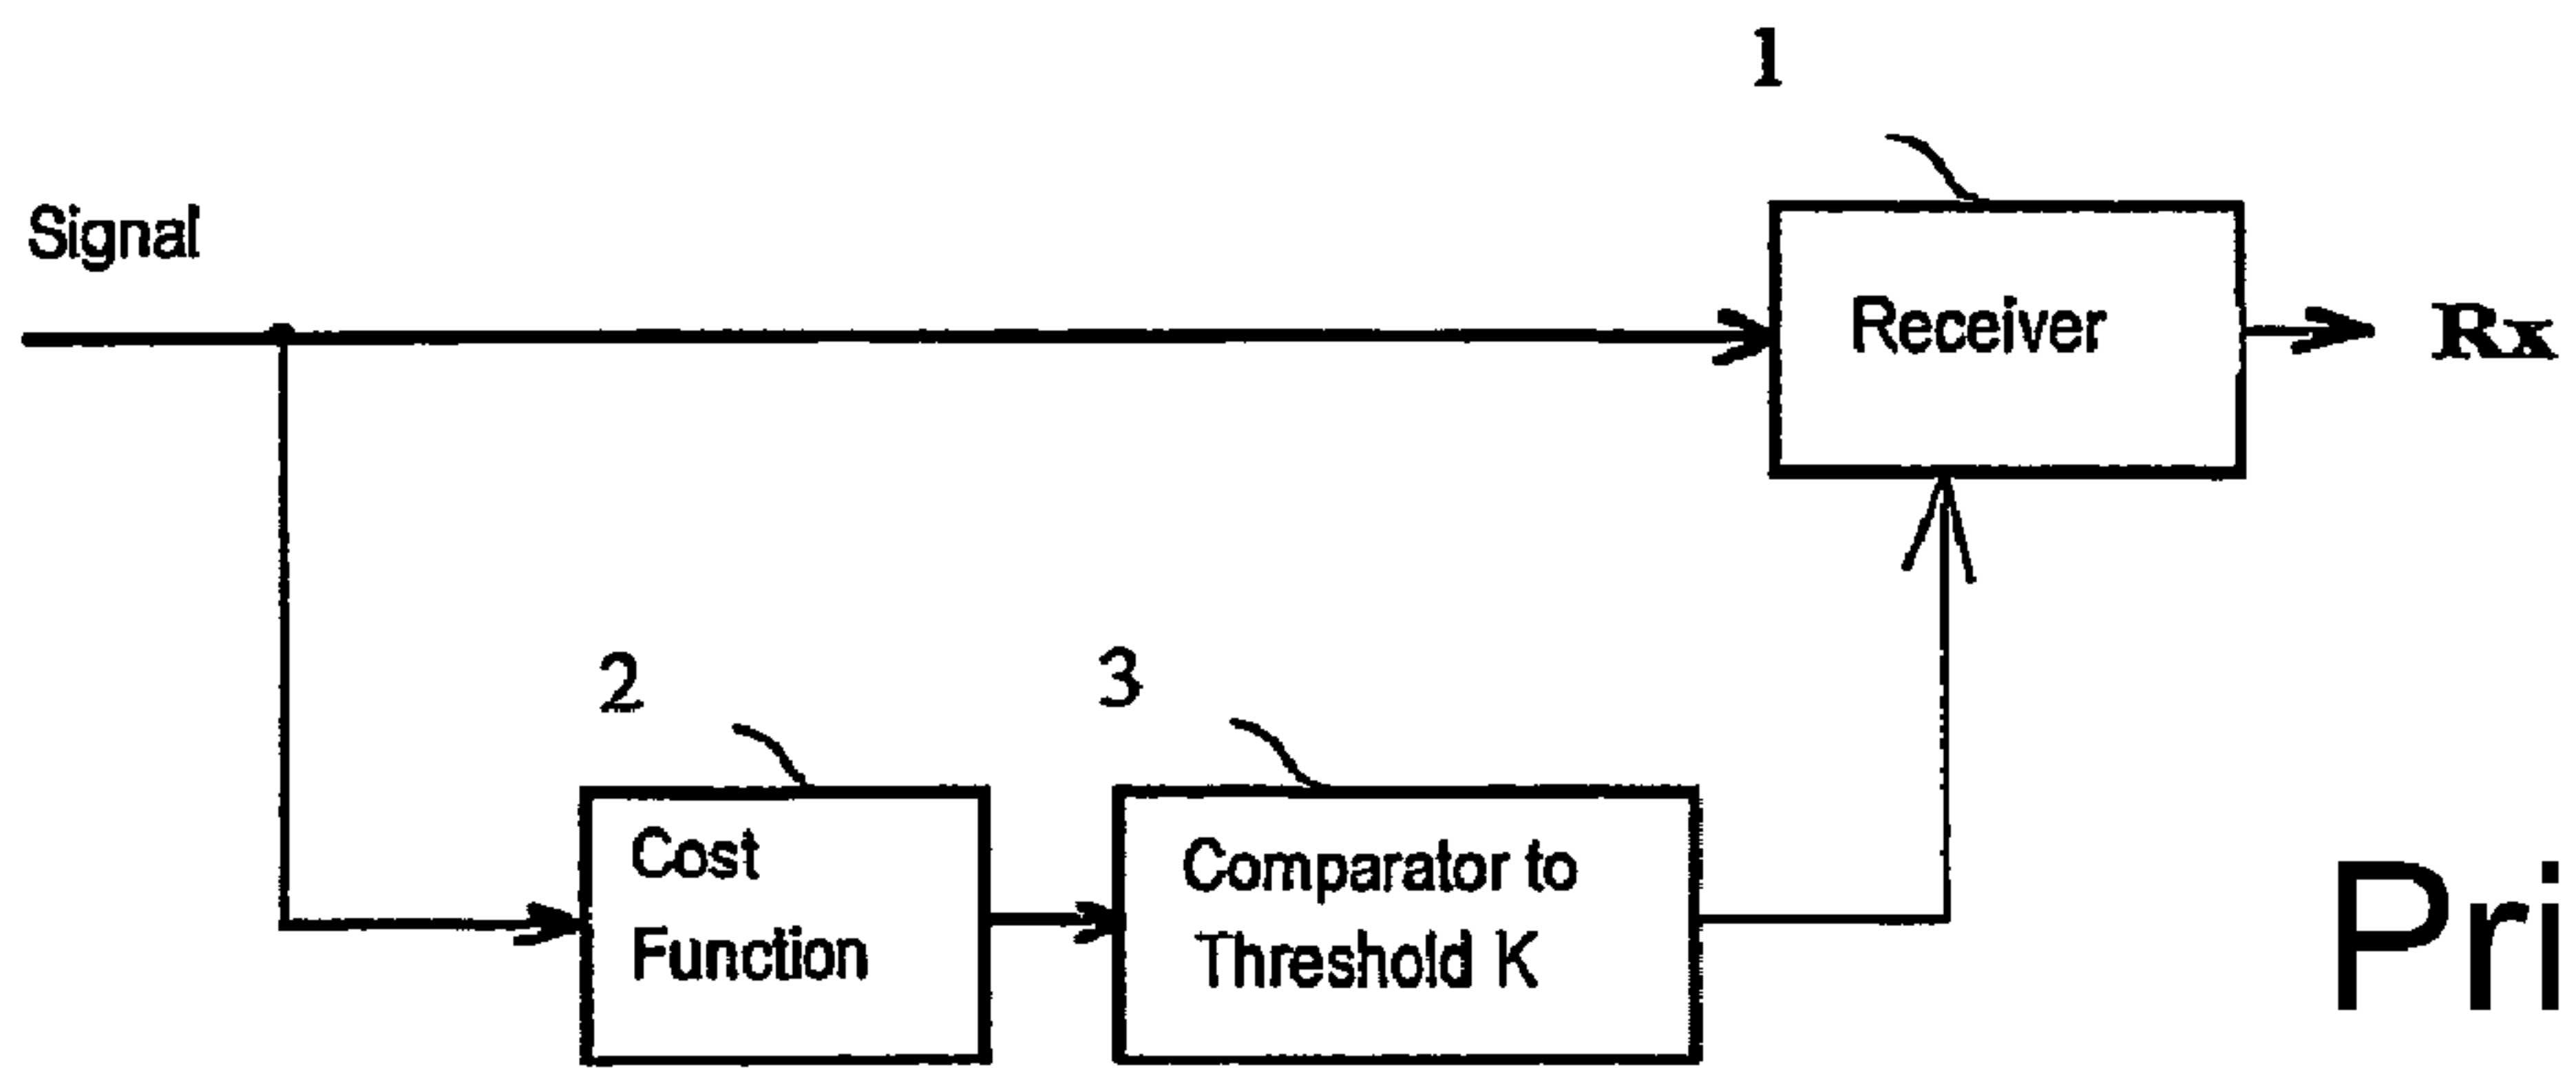 1
Signal
Receiver
Rx
2
3
Cost
Function
Comparator to
Threshold K
Pri